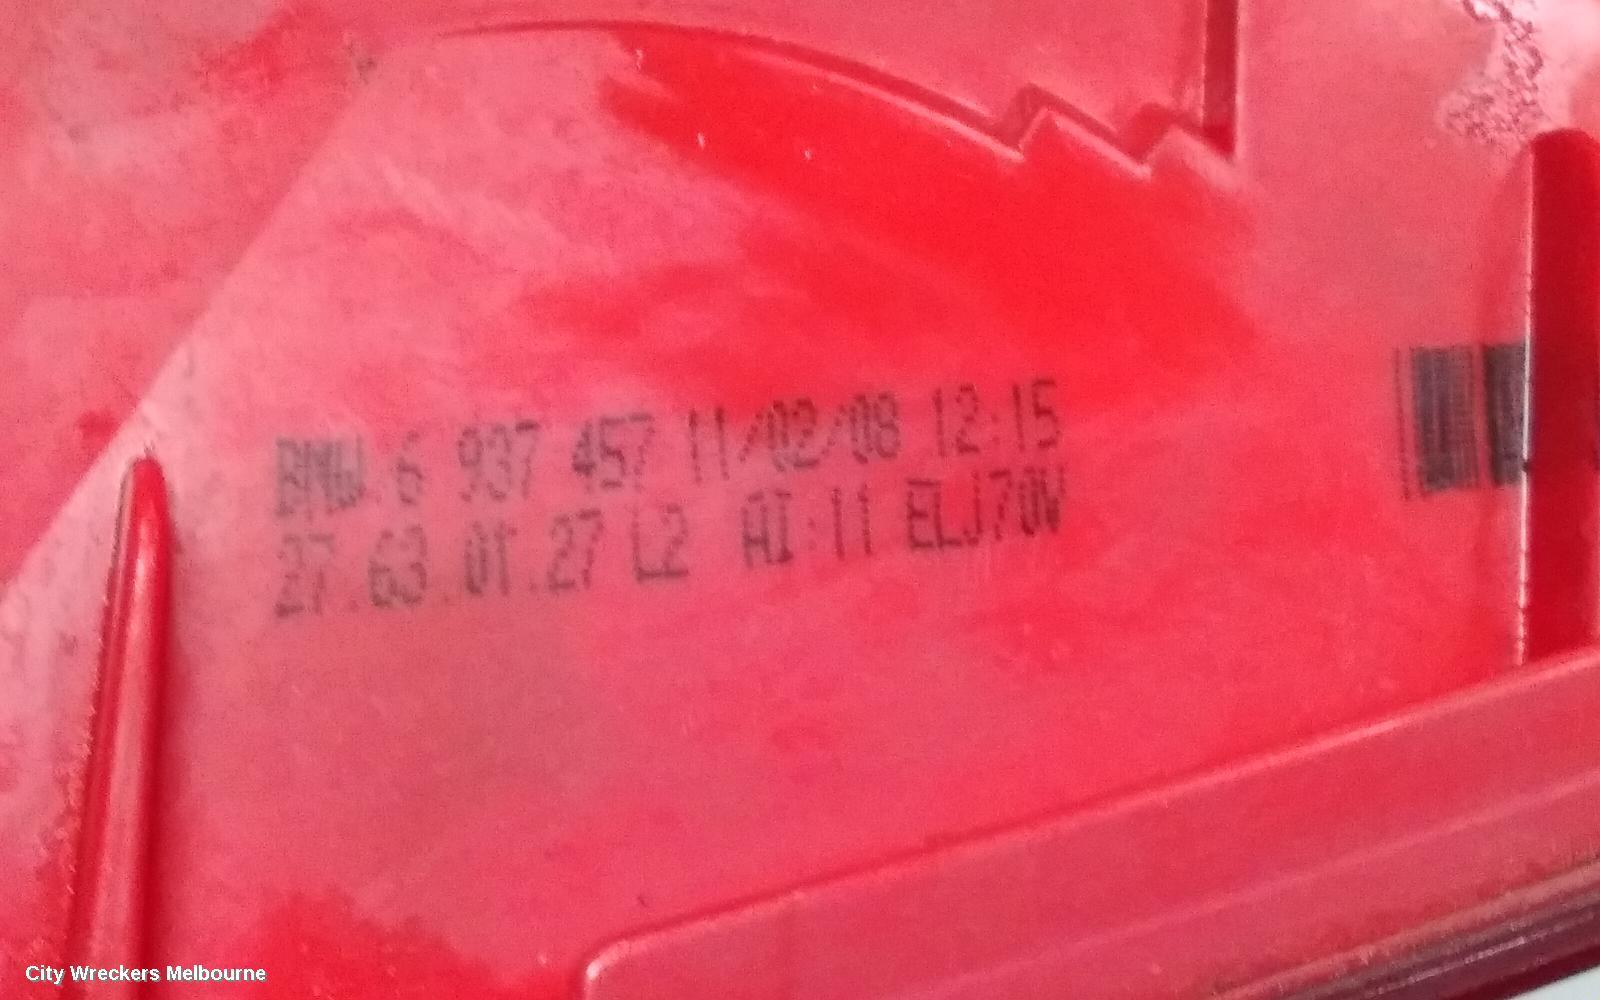 BMW 6 937 457 11/02/08 12:15
27.63.01.27 L2 AI:11 ELJ70V
City Wreckers Melbourne